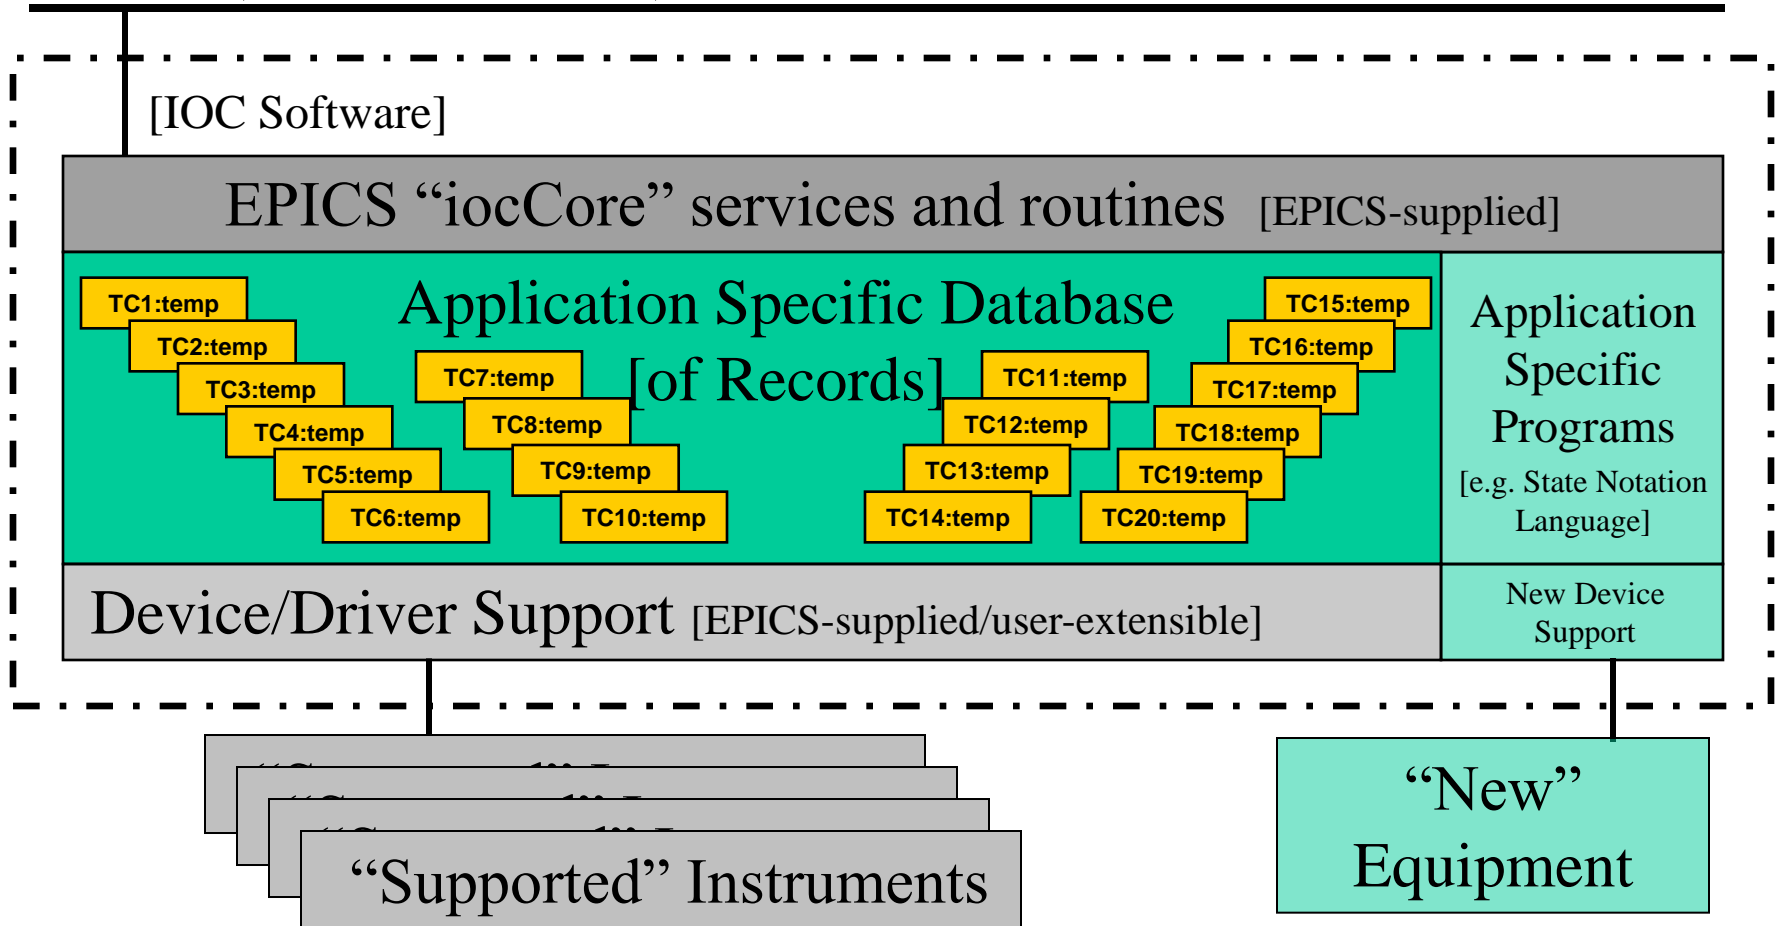 [IOC Software]
EPICS “iocCore” services and routines [EPICS-supplied]
Application Specific Database
[of Records]
TC1:temp
TC2:temp
TC3:temp
TC4:temp
TC5:temp
TC6:temp
TC7:temp
TC8:temp
TC9:temp
TC10:temp
TC11:temp
TC12:temp
TC13:temp
TC14:temp
TC15:temp
TC16:temp
TC17:temp
TC18:temp
TC19:temp
TC20:temp
Application
Specific
Programs
[e.g. State Notation
Language]
Device/Driver Support [EPICS-supplied/user-extensible]
New Device
Support
“Supported” Instruments
“New”
Equipment